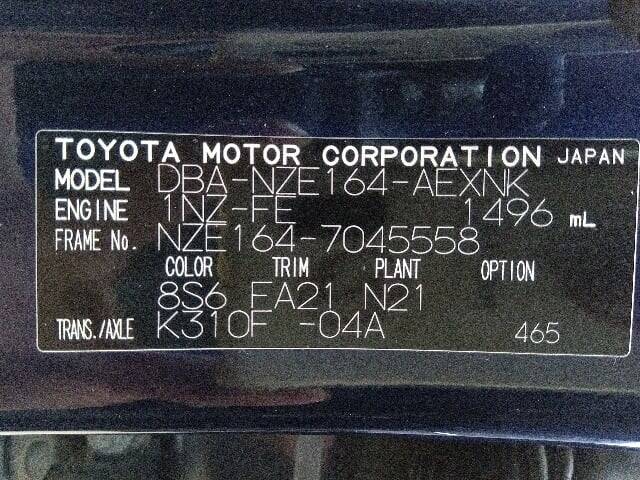 TOYOTA MOTOR CORPORATION JAPAN
MODEL DBA-NZE164-AEXNK
ENGINE 1NZ-FE 1496 mL
FRAME No. NZE164-7045558
COLOR TRIM PLANT OPTION
8S6 FA21 N21
TRANS./AXLE K310F -04A 465